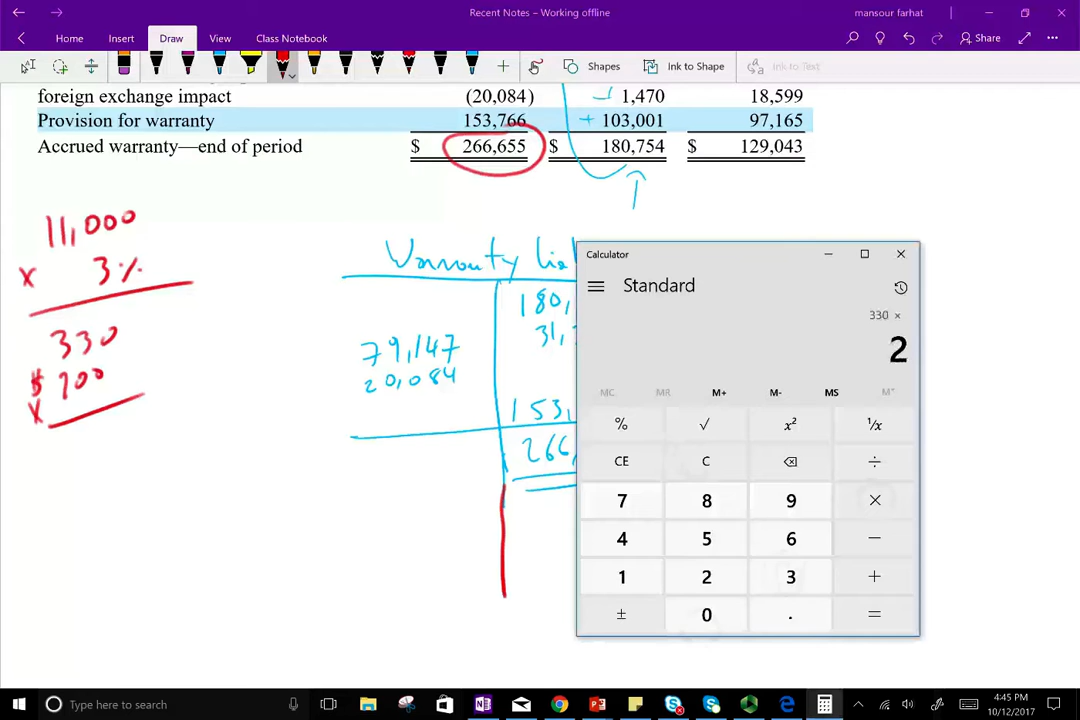 Recent Notes - Working offline
mansour farhat
Home Insert Draw View Class Notebook
Share
Shapes Ink to Shape Ink to Text
foreign exchange impact (20,084) 1,470 18,599
Provision for warranty 153,766 + 103,001 97,165
Accrued warranty—end of period $ 266,655 $ 180,754 $ 129,043
11,000
x 3%
330
$ 200
x
Warranty
180,
31,
79,147
20,084
153,
266,
Calculator
Standard
330 ×
2
MC MR M+ M- MS M
% √ x² ¹/x
CE C ÷
7 8 9 ×
4 5 6 −
1 2 3 +
± 0 . =
Type here to search
4:45 PM
10/12/2017